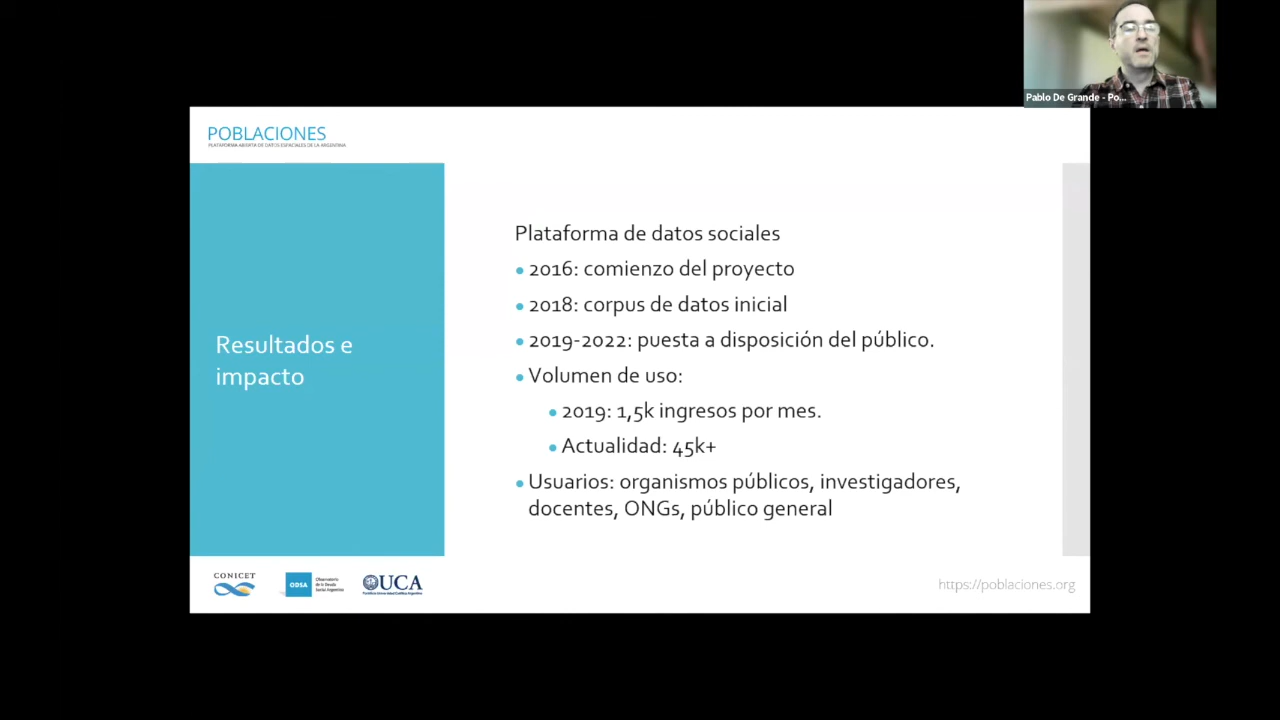 Pablo De Grande - Po...
POBLACIONES
PLATAFORMA ABIERTA DE DATOS ESPACIALES DE LA ARGENTINA
Resultados e
impacto
Plataforma de datos sociales
• 2016: comienzo del proyecto
• 2018: corpus de datos inicial
• 2019-2022: puesta a disposición del público.
• Volumen de uso:
• 2019: 1,5k ingresos por mes.
• Actualidad: 45k+
• Usuarios: organismos públicos, investigadores,
docentes, ONGs, público general
CONICET
ODSA
Observatorio
de la Deuda
Social Argentina
UCA
Pontificia Universidad Católica Argentina
https://poblaciones.org